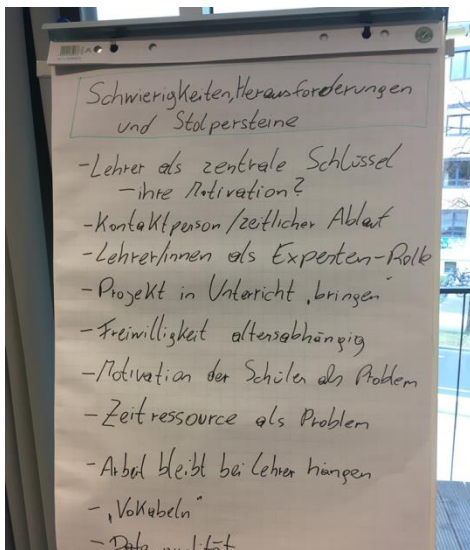 Schwierigkeiten, Herausforderungen
und Stolpersteine
- Lehrer als zentrale Schlüssel
- ihre Motivation?
- Kontaktperson/zeitlicher Ablauf
- Lehrer/innen als Experten-Rolle
- Projekt in Unterricht „bringen"
- Freiwilligkeit altersabhängig
- Motivation der Schüler als Problem
- Zeitressource als Problem
- Arbeit bleibt bei Lehrer hängen
- „Vokabeln"
- Datenqualität